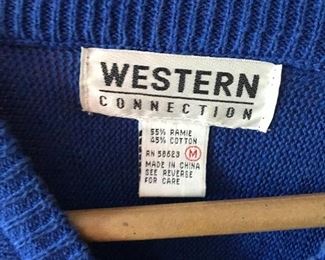 WESTERN
CONNECTION
55% RAMIE
45% COTTON
RN 58623 M
MADE IN CHINA
SEE REVERSE
FOR CARE